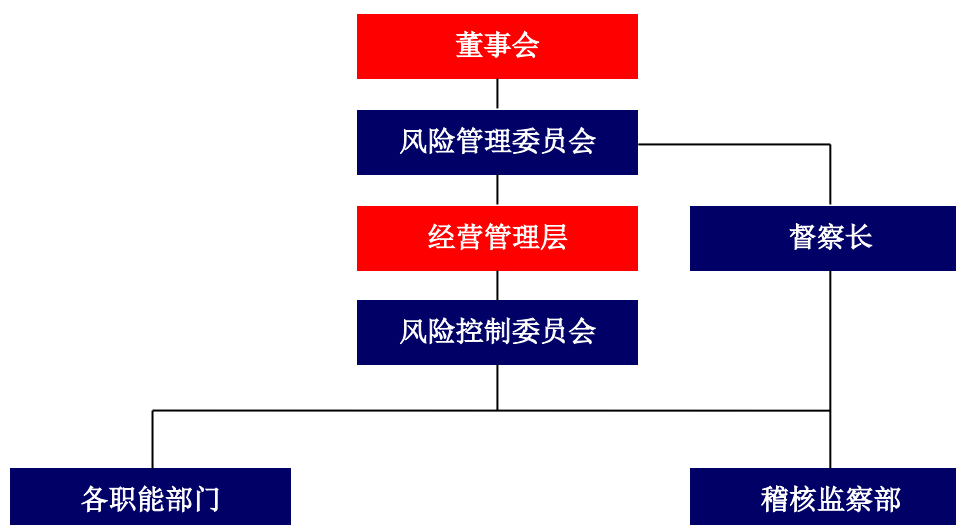 董事会
风险管理委员会
经营管理层
督察长
风险控制委员会
各职能部门
稽核监察部